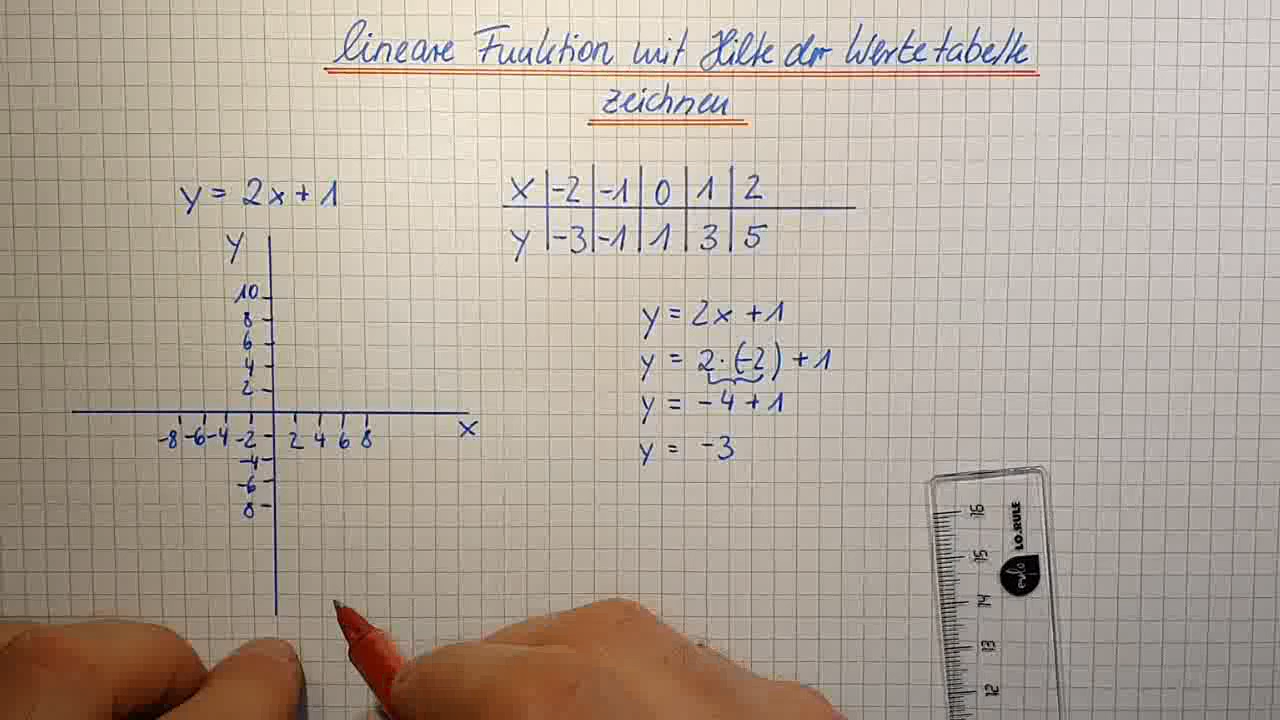 lineare Funktion mit Hilfe der Wertetabelle
zeichnen
y = 2x + 1
x | -2 | -1 | 0 | 1 | 2
y | -3 | -1 | 1 | 3 | 5
y
10
8
6
4
2
-8 -6 -4 -2 2 4 6 8 x
-4
-6
8
y = 2x + 1
y = 2 · (-2) + 1
y = -4 + 1
y = -3
16
15
14
13
12
LO.RULE